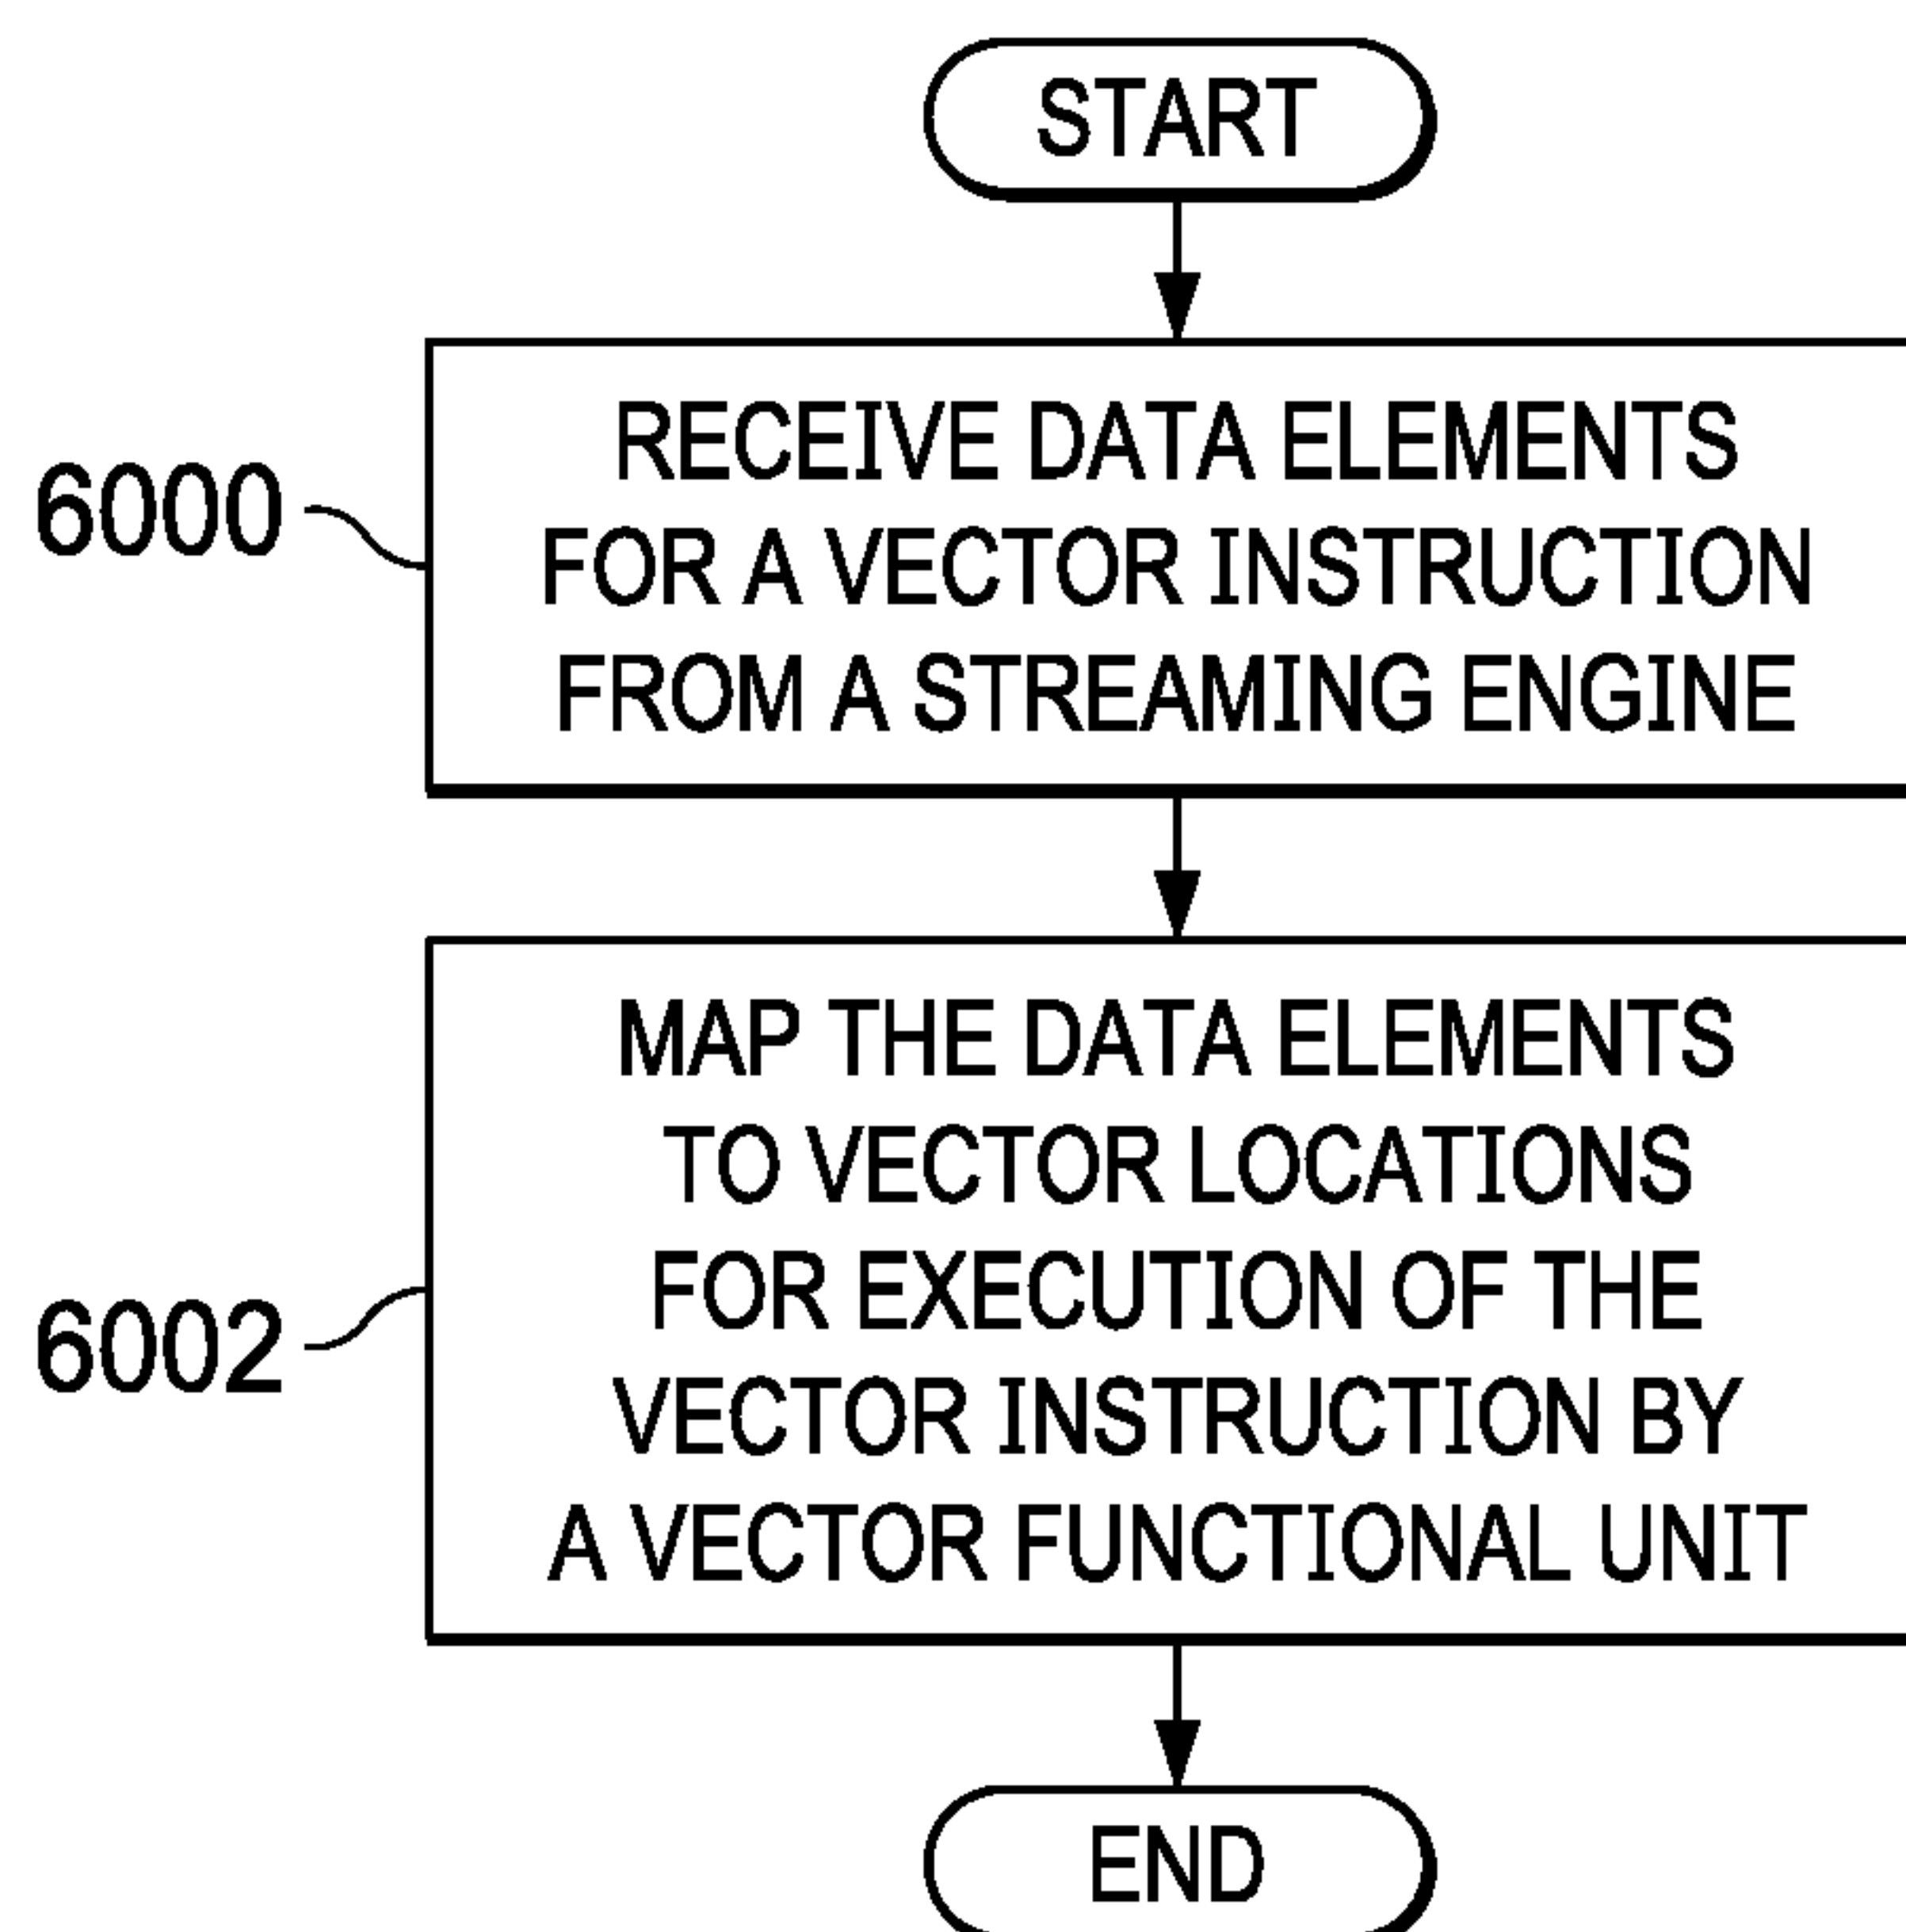 START
6000
RECEIVE DATA ELEMENTS
FOR A VECTOR INSTRUCTION
FROM A STREAMING ENGINE
6002
MAP THE DATA ELEMENTS
TO VECTOR LOCATIONS
FOR EXECUTION OF THE
VECTOR INSTRUCTION BY
A VECTOR FUNCTIONAL UNIT
END